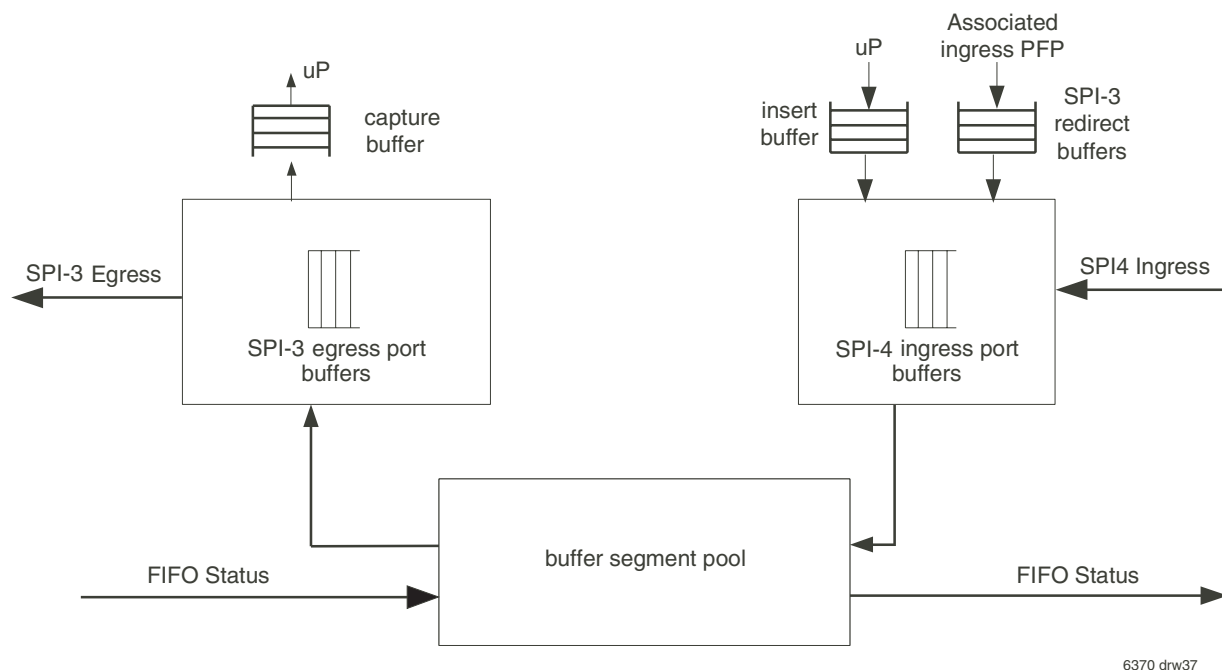 uP
capture
buffer
uP
Associated
ingress PFP
insert
buffer
SPI-3
redirect
buffers
SPI-3 Egress
SPI-3 egress port
buffers
SPI4 Ingress
SPI-4 ingress port
buffers
buffer segment pool
FIFO Status
FIFO Status
6370 drw37